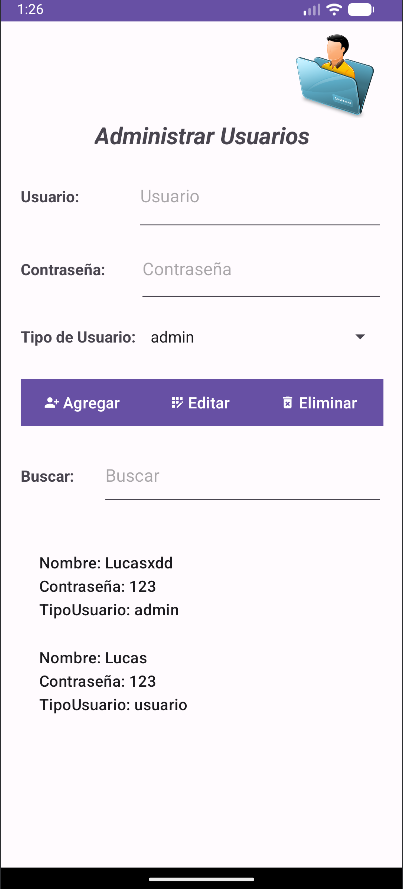 1:26
Administrar Usuarios
Usuario: Usuario
Contraseña: Contraseña
Tipo de Usuario: admin
Agregar Editar Eliminar
Buscar: Buscar
Nombre: Lucasxdd
Contraseña: 123
TipoUsuario: admin
Nombre: Lucas
Contraseña: 123
TipoUsuario: usuario